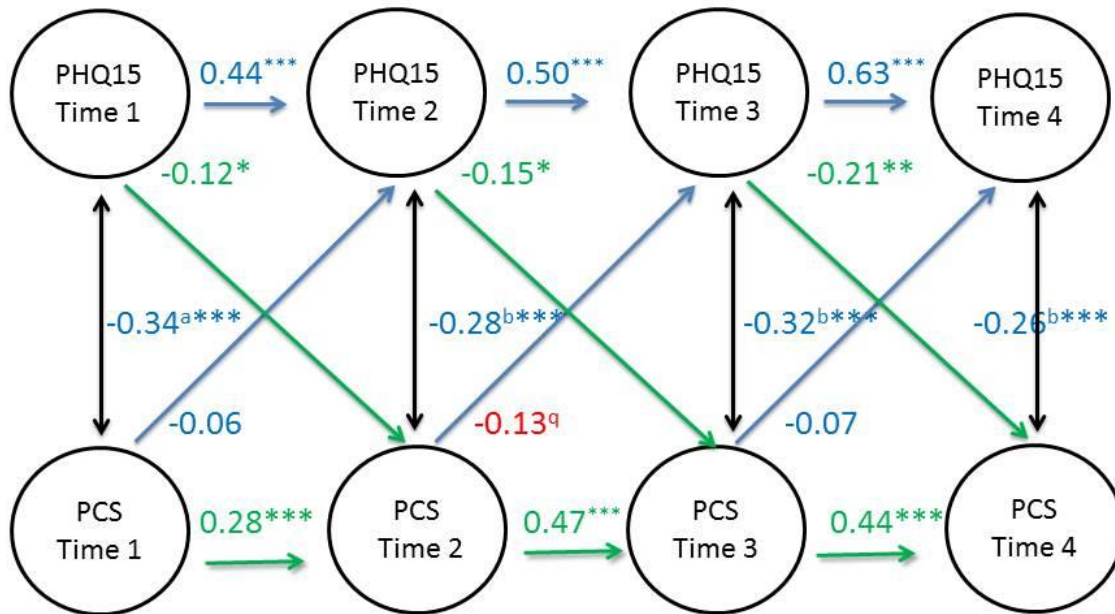 PHQ15
Time 1
0.44***
PHQ15
Time 2
0.50***
PHQ15
Time 3
0.63***
PHQ15
Time 4
-0.12*
-0.15*
-0.21**
-0.34ᵃ***
-0.28ᵇ***
-0.32ᵇ***
-0.26ᵇ***
-0.06
-0.13^q
-0.07
PCS
Time 1
0.28***
PCS
Time 2
0.47***
PCS
Time 3
0.44***
PCS
Time 4